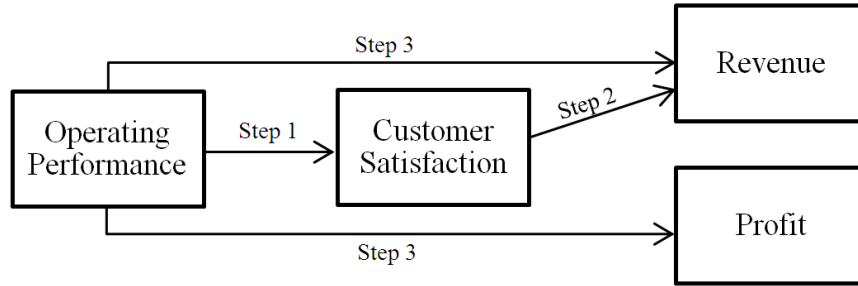 Step 3
Revenue
Step 2
Operating
Performance
Step 1
Customer
Satisfaction
Profit
Step 3